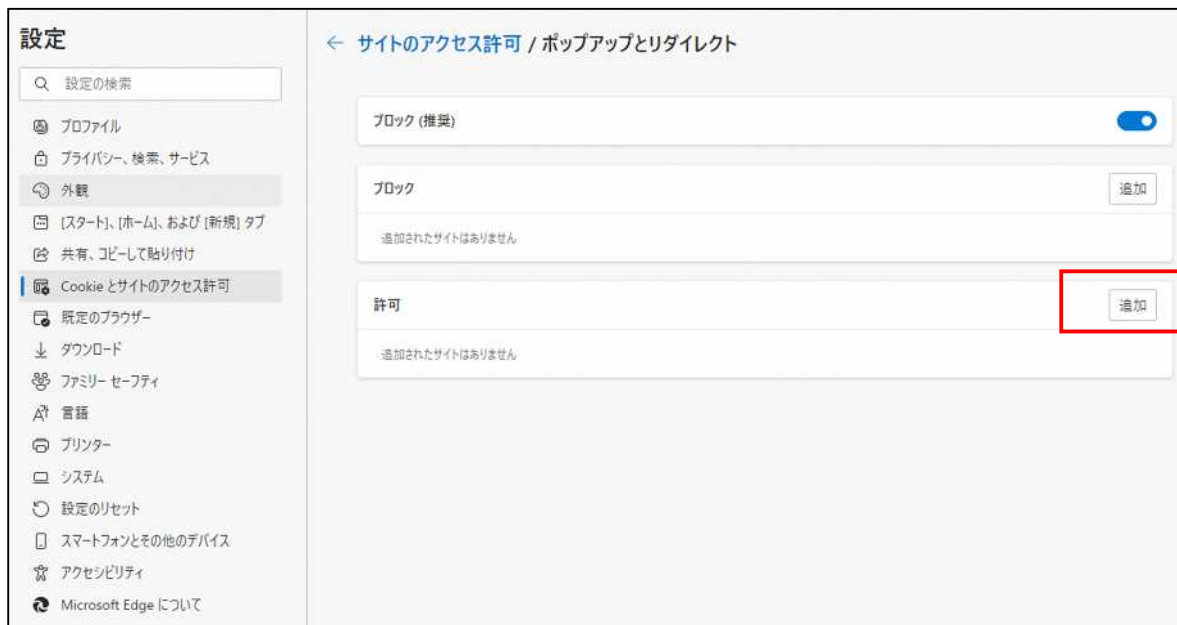 設定
設定の検索
プロファイル
プライバシー、検索、サービス
外観
[スタート]、[ホーム]、および [新規] タブ
共有、コピーして貼り付け
Cookie とサイトのアクセス許可
既定のブラウザー
ダウンロード
ファミリー セーフティ
言語
プリンター
システム
設定のリセット
スマートフォンとその他のデバイス
アクセシビリティ
Microsoft Edge について
サイトのアクセス許可 / ポップアップとリダイレクト
ブロック (推奨)
ブロック 追加
追加されたサイトはありません
許可 追加
追加されたサイトはありません